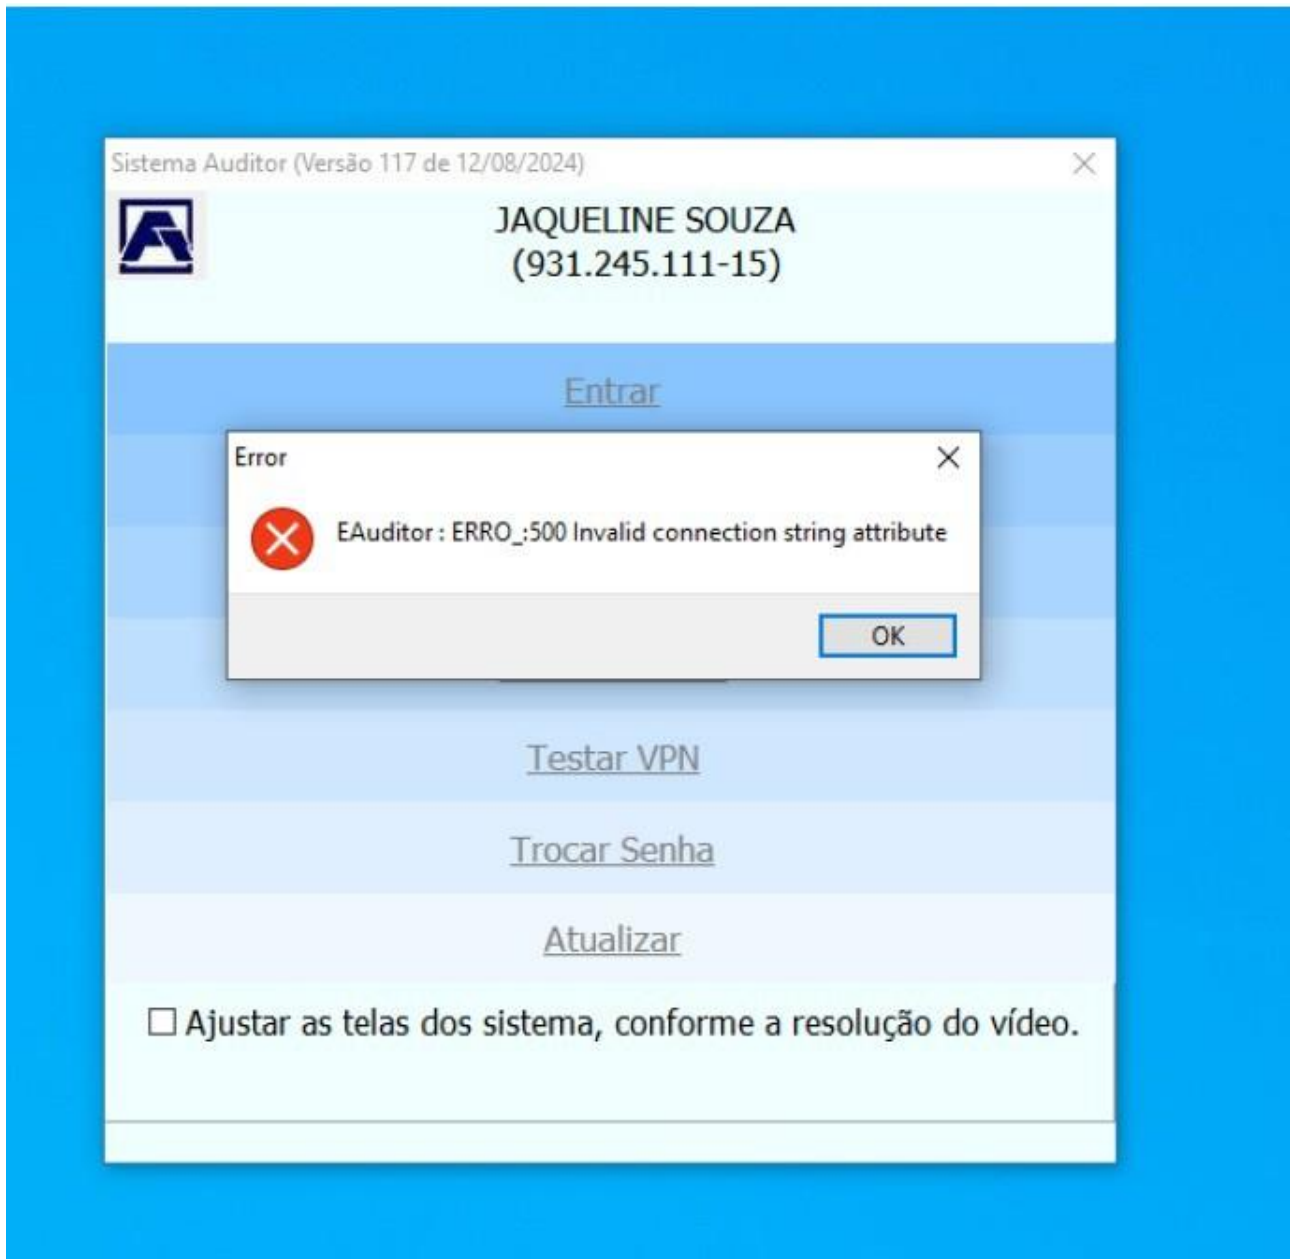 Sistema Auditor (Versão 117 de 12/08/2024)
JAQUELINE SOUZA
(931.245.111-15)
Entrar
Error
EAuditor : ERRO_:500 Invalid connection string attribute
OK
Testar VPN
Trocar Senha
Atualizar
Ajustar as telas dos sistema, conforme a resolução do vídeo.